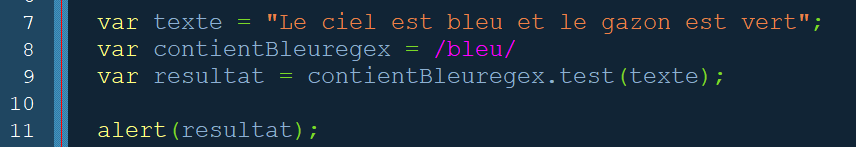 7 var texte = "Le ciel est bleu et le gazon est vert";
8 var contientBleuregex = /bleu/
9 var resultat = contientBleuregex.test(texte);
10
11 alert(resultat);